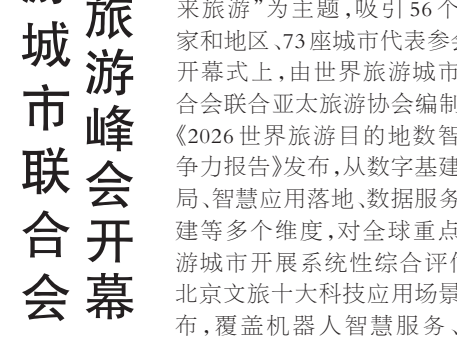 游城市联合会
旅游峰会开幕
来旅游”为主题，吸引56个
家和地区、73座城市代表参会
开幕式上，由世界旅游城市
合会联合亚太旅游协会编制
《2026世界旅游目的地数智
争力报告》发布，从数字基建
局、智慧应用落地、数据服务
建等多个维度，对全球重点
游城市开展系统性综合评价
北京文旅十大科技应用场景
布，覆盖机器人智慧服务、